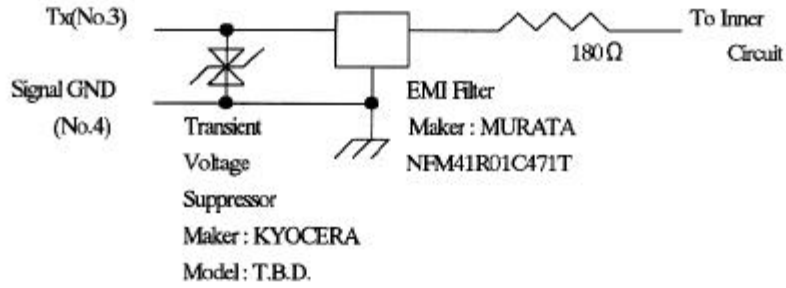 Tx(No.3)
To Inner
Circuit
180Ω
Signal GND
(No.4)
EMI Filter
Maker : MURATA
NFM41R01C471T
Transient
Voltage
Suppressor
Maker : KYOCERA
Model : T.B.D.